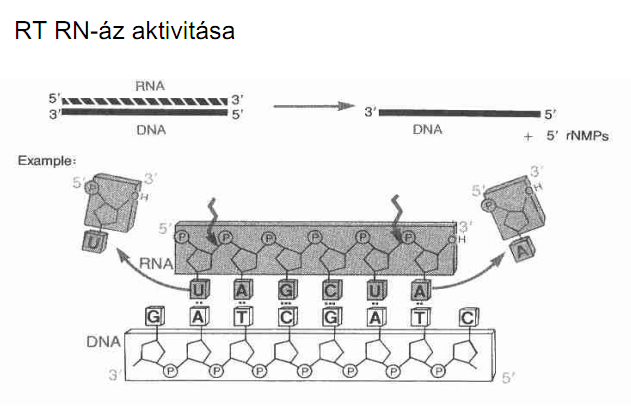 RT RN-áz aktivitása
RNA
5' 3'
3' 5'
DNA
3' 5'
DNA
+ 5' rNMPs
Example:
5' P 3' H
U
5' P 3' H
A
5' P P P P P P 3' H
RNA
U A G C U A
G A T C G A T C
DNA
3' P P P P P P P 5'